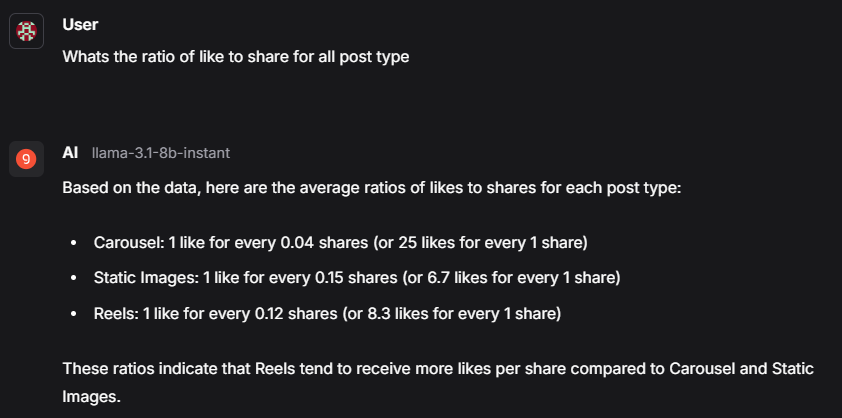 User
Whats the ratio of like to share for all post type
AI llama-3.1-8b-instant
Based on the data, here are the average ratios of likes to shares for each post type:
• Carousel: 1 like for every 0.04 shares (or 25 likes for every 1 share)
• Static Images: 1 like for every 0.15 shares (or 6.7 likes for every 1 share)
• Reels: 1 like for every 0.12 shares (or 8.3 likes for every 1 share)
These ratios indicate that Reels tend to receive more likes per share compared to Carousel and Static
Images.